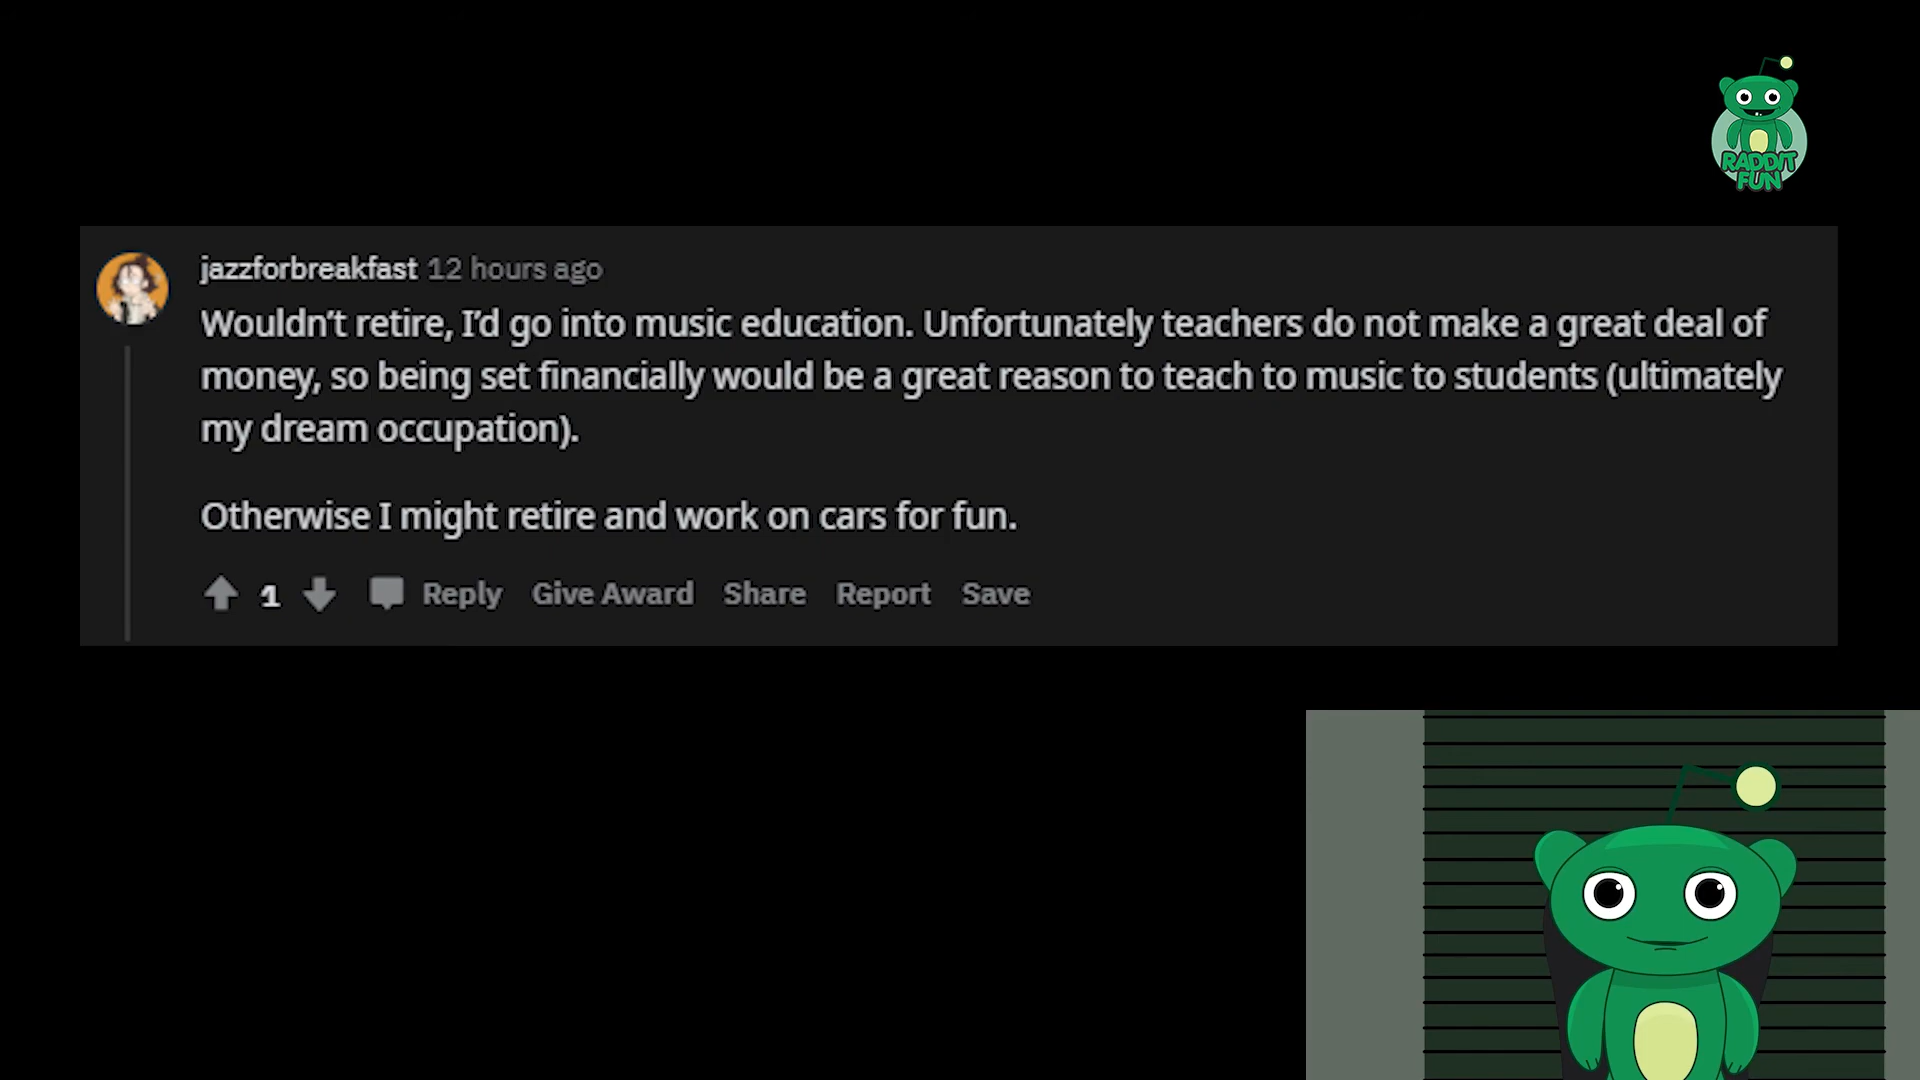 RADDIT
FUN
jazzforbreakfast 12 hours ago
Wouldn't retire, I'd go into music education. Unfortunately teachers do not make a great deal of
money, so being set financially would be a great reason to teach to music to students (ultimately
my dream occupation).
Otherwise I might retire and work on cars for fun.
1 Reply Give Award Share Report Save